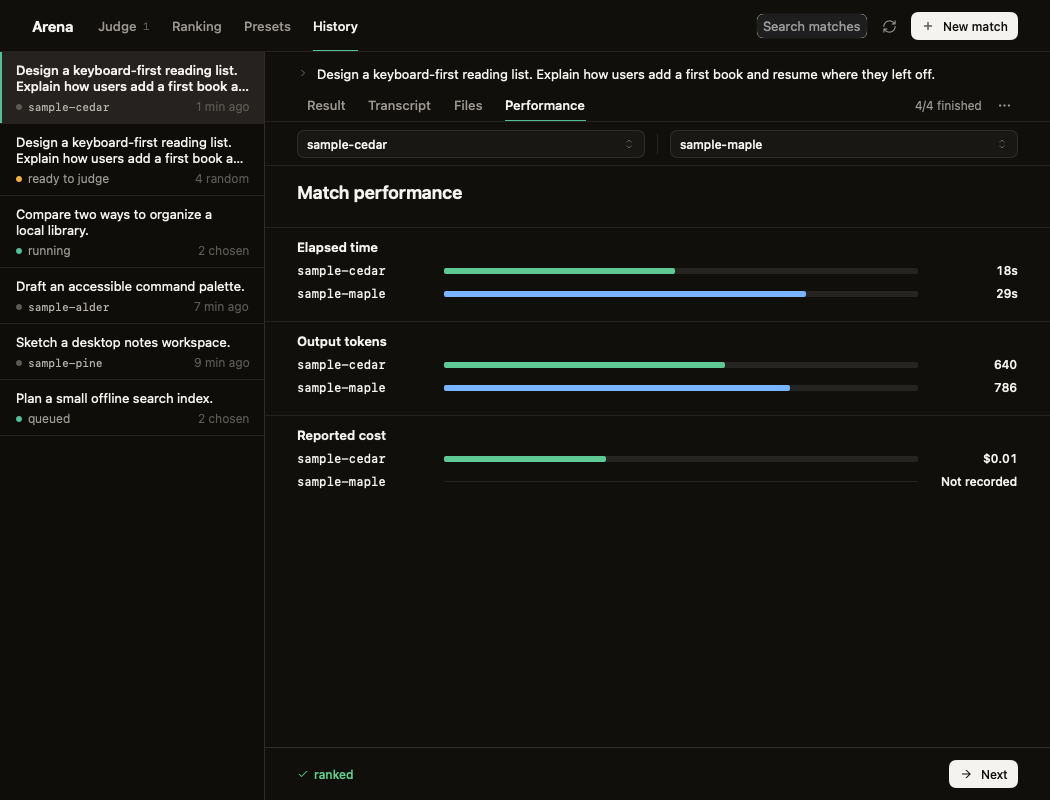 Arena
Judge 1
Ranking
Presets
History
Search matches
New match
Design a keyboard-first reading list.
Explain how users add a first book a...
sample-cedar
1 min ago
Design a keyboard-first reading list.
Explain how users add a first book a...
ready to judge
4 random
Compare two ways to organize a
local library.
running
2 chosen
Draft an accessible command palette.
sample-alder
7 min ago
Sketch a desktop notes workspace.
sample-pine
9 min ago
Plan a small offline search index.
queued
2 chosen
Design a keyboard-first reading list. Explain how users add a first book and resume where they left off.
Result
Transcript
Files
Performance
4/4 finished
sample-cedar
sample-maple
Match performance
Elapsed time
sample-cedar
18s
sample-maple
29s
Output tokens
sample-cedar
640
sample-maple
786
Reported cost
sample-cedar
$0.01
sample-maple
Not recorded
ranked
Next